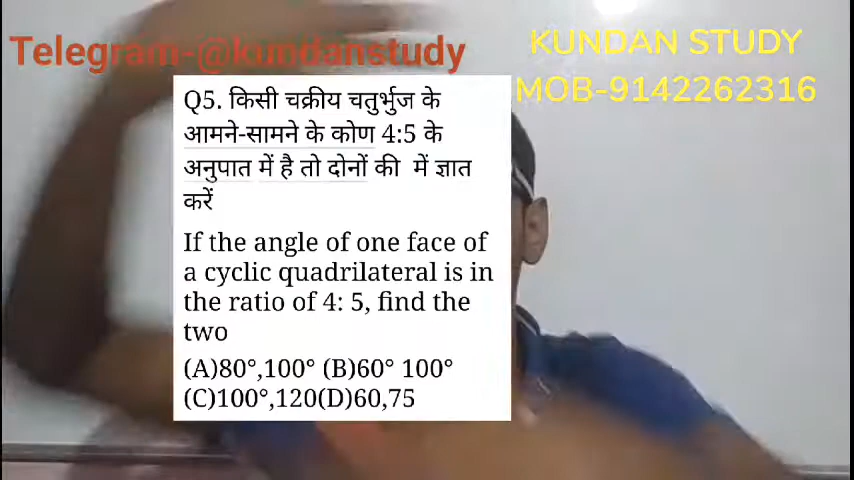 Telegram-@kundanstudy
KUNDAN STUDY
MOB-9142262316
Q5. किसी चक्रीय चतुर्भुज के
आमने-सामने के कोण 4:5 के
अनुपात में है तो दोनों की में ज्ञात
करें
If the angle of one face of
a cyclic quadrilateral is in
the ratio of 4: 5, find the
two
(A)80°,100° (B)60° 100°
(C)100°,120(D)60,75